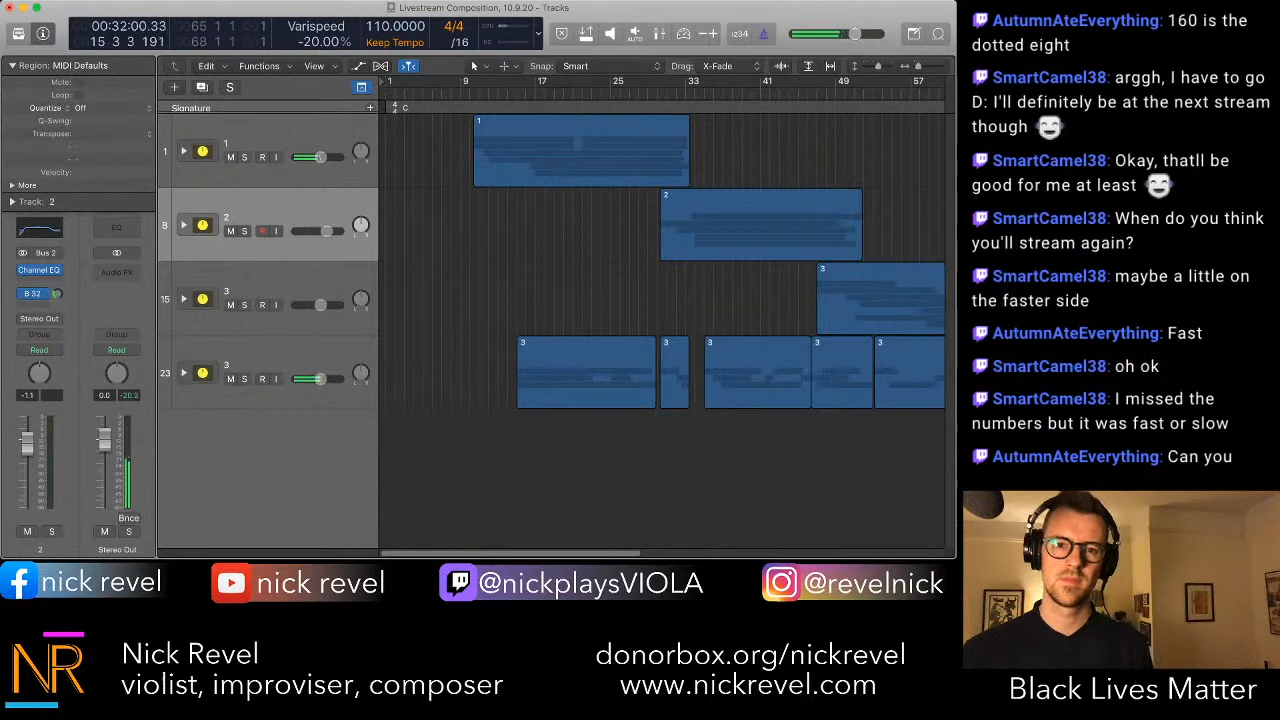 Livestream Composition, 10.9.20 - Tracks
00:32:00.33
15 3 3 191
65 1 1 1
68 1 1 1
Varispeed
-20.00%
110.0000
Keep Tempo
4/4
/16
CPU
HD
1234
Region: MIDI Defaults
Mute:
Loop:
Quantize Off
Q-Swing:
Transpose:
Velocity:
More
Track: 2
Edit Functions View
Snap: Smart
Drag: X-Fade
1 9 17 25 33 41 49 57
Signature
4
4
C
1 1 M S R I L R
8 2 M S R I L R
15 3 M S R I L R
23 3 M S R I L R
1
2
3
3 3 3 3 3
EQ
Bus 2
Channel EQ
Audio FX
B 32
Stereo Out
Group Group
Read Read
-1.1 0.0 -20.2
Bnce
M S M S
2 Stereo Out
AutumnAteEverything: 160 is the
dotted eight
SmartCamel38: arggh, I have to go
D: I'll definitely be at the next stream
though
SmartCamel38: Okay, thatll be
good for me at least
SmartCamel38: When do you think
you'll stream again?
SmartCamel38: maybe a little on
the faster side
AutumnAteEverything: Fast
SmartCamel38: oh ok
SmartCamel38: I missed the
numbers but it was fast or slow
AutumnAteEverything: Can you
nick revel
nick revel
@nickplaysVIOLA
@revelnick
NR
Nick Revel
violist, improviser, composer
donorbox.org/nickrevel
www.nickrevel.com
Black Lives Matter